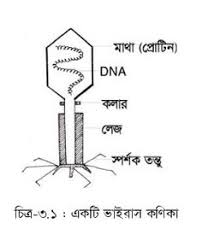 মাথা (প্রোটিন)
DNA
কলার
লেজ
স্পর্শক তন্তু
চিত্র-৩.১ : একটি ভাইরাস কণিকা